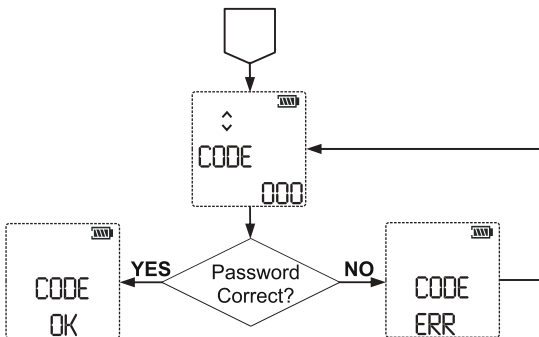 CODE
000
YES
Password
Correct?
NO
CODE
OK
CODE
ERR